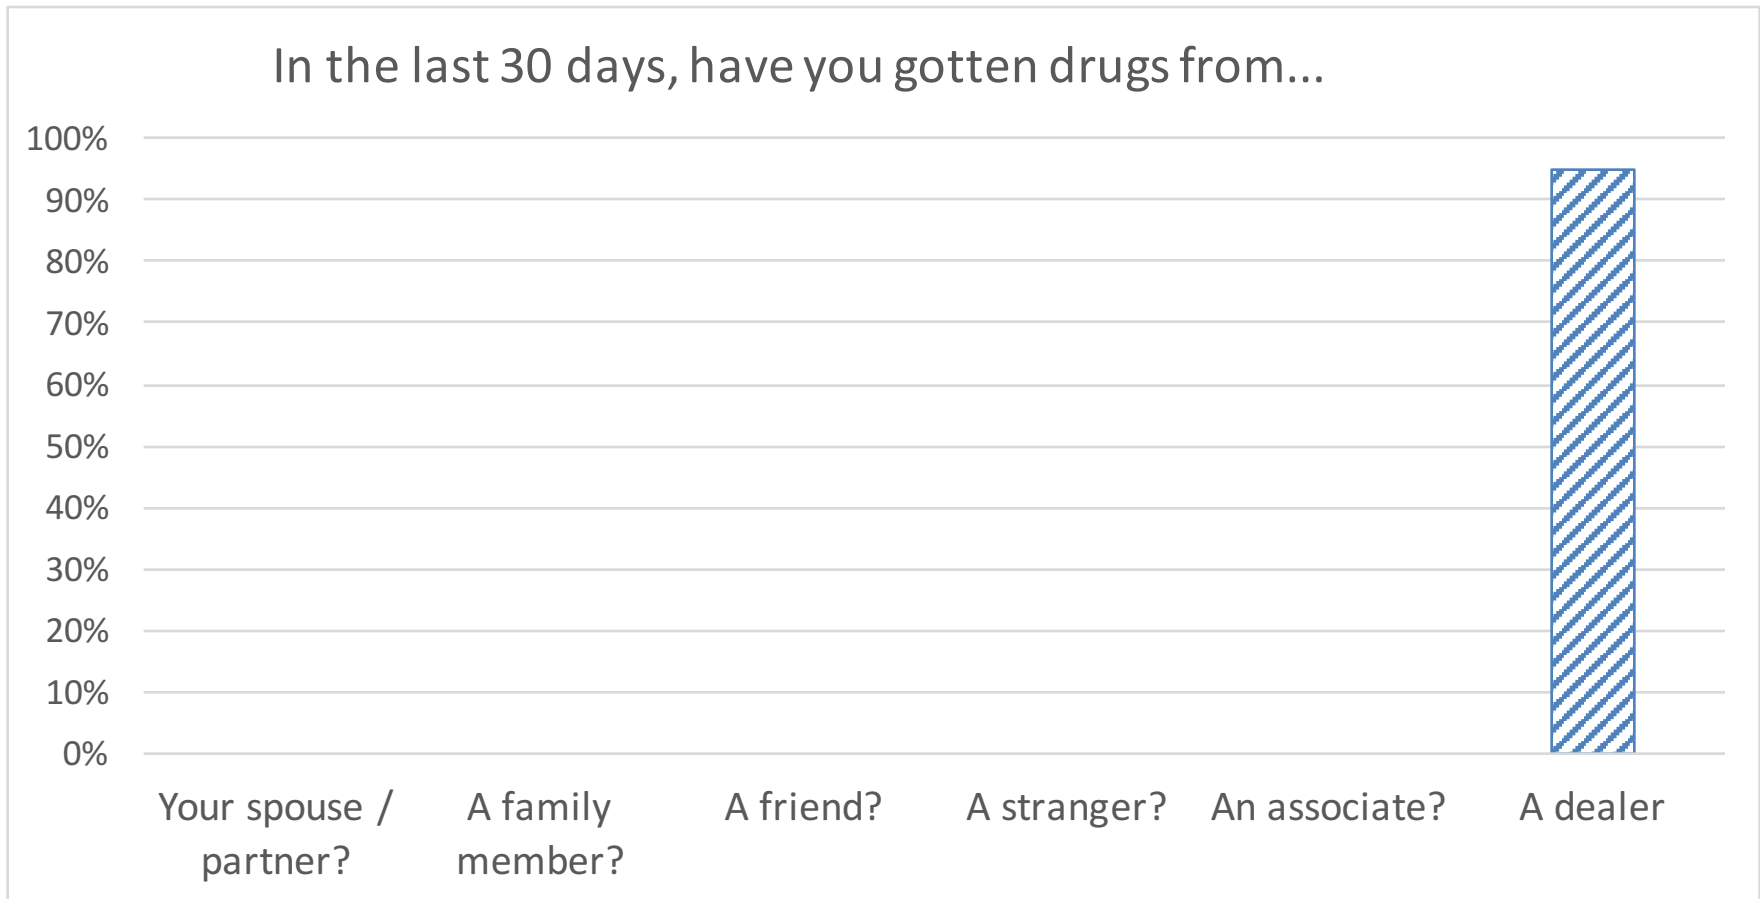 In the last 30 days, have you gotten drugs from...
100%
90%
80%
70%
60%
50%
40%
30%
20%
10%
0%
Your spouse / partner?
A family member?
A friend?
A stranger?
An associate?
A dealer